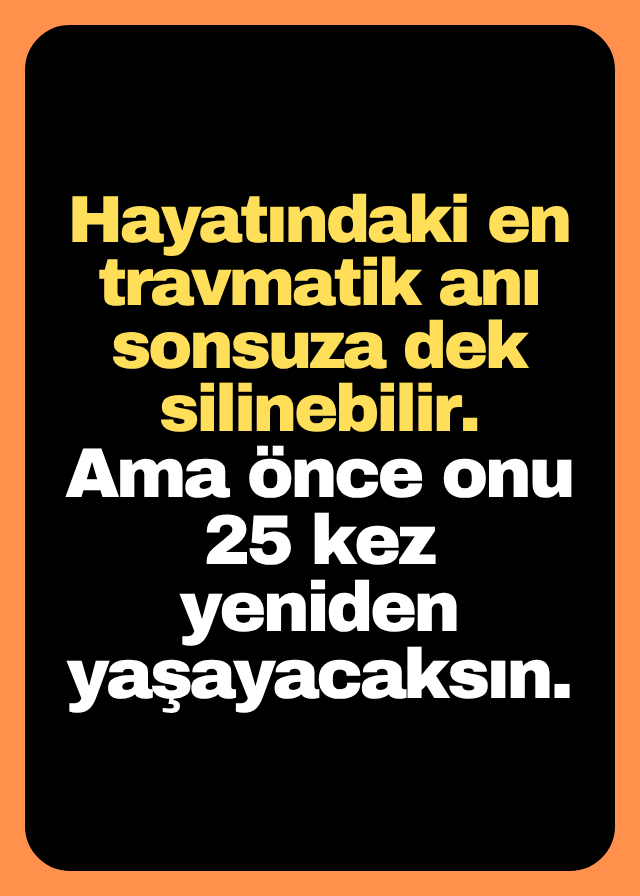 Hayatındaki en
travmatik anı
sonsuza dek
silinebilir.
Ama önce onu
25 kez
yeniden
yaşayacaksın.